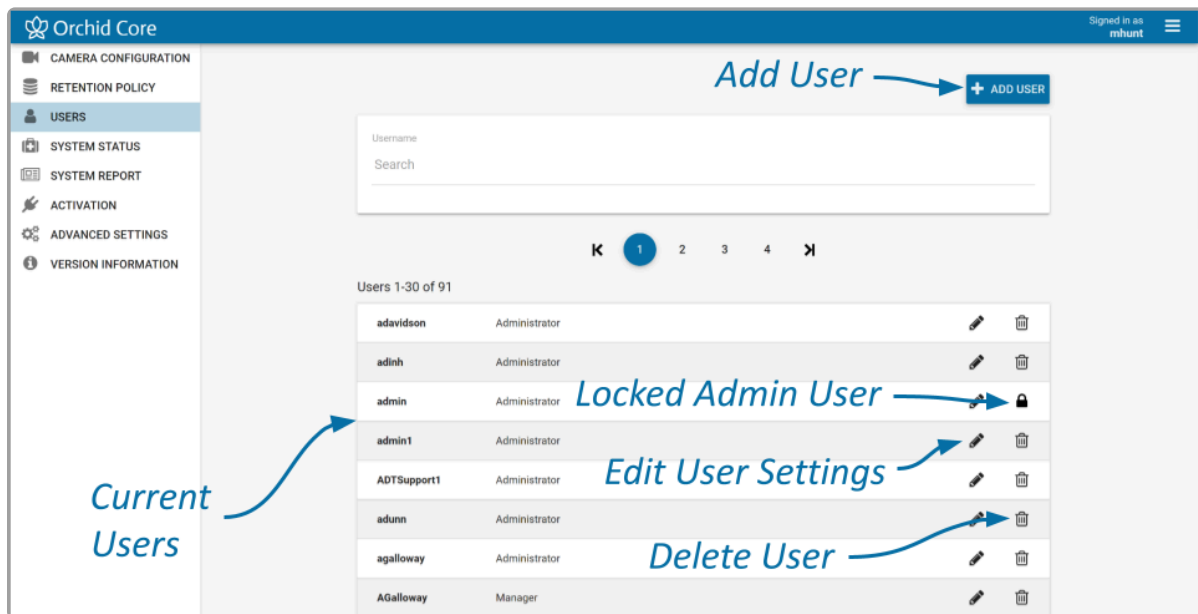 Orchid Core
Signed in as
mhunt
CAMERA CONFIGURATION
RETENTION POLICY
USERS
SYSTEM STATUS
SYSTEM REPORT
ACTIVATION
ADVANCED SETTINGS
VERSION INFORMATION
Add User
ADD USER
Username
Search
1 2 3 4
Users 1-30 of 91
adavidson Administrator
adinh Administrator
admin Administrator
Locked Admin User
admin1 Administrator
Edit User Settings
ADTSupport1 Administrator
Current
Users
adunn Administrator
Delete User
agalloway Administrator
AGalloway Manager